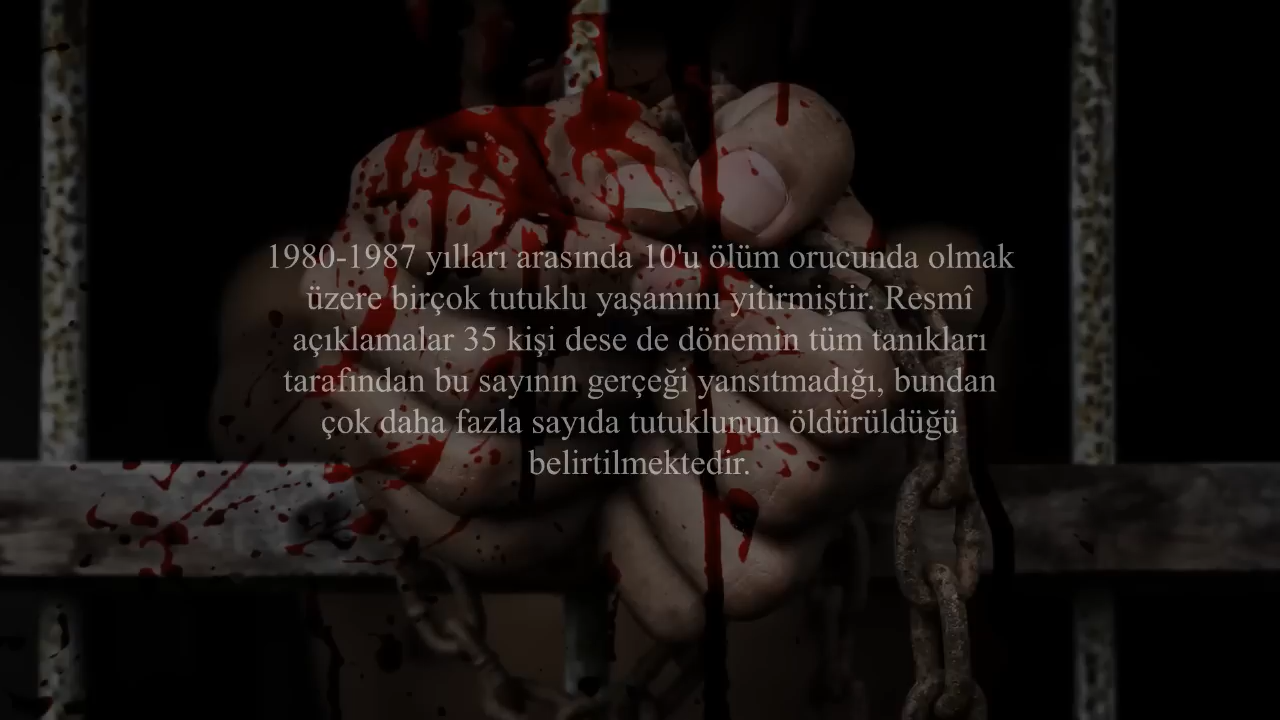 1980-1987 yılları arasında 10'u ölüm orucunda olmak
üzere birçok tutuklu yaşamını yitirmiştir. Resmî
açıklamalar 35 kişi dese de dönemin tüm tanıkları
tarafından bu sayının gerçeği yansıtmadığı, bundan
çok daha fazla sayıda tutuklunun öldürüldüğü
belirtilmektedir.